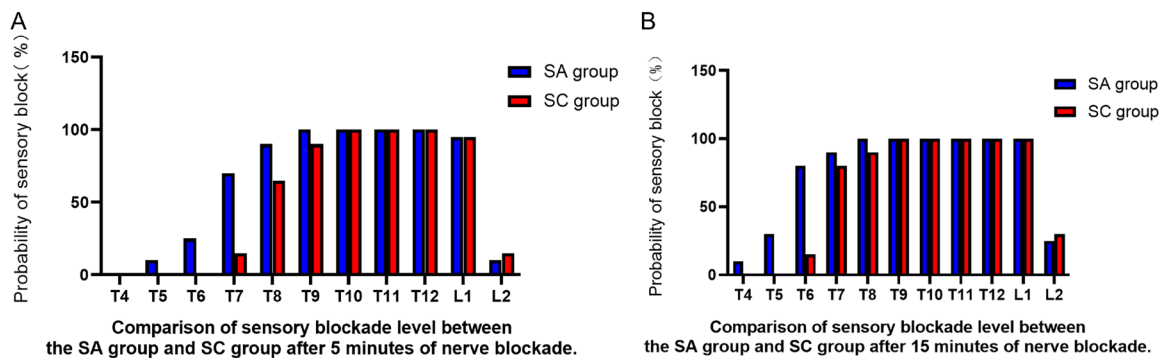 A
Probability of sensory block( %)
150
100
50
0
SA group
SC group
T4 T5 T6 T7 T8 T9 T10 T11 T12 L1 L2
Comparison of sensory blockade level between
the SA group and SC group after 5 minutes of nerve blockade.
B
Probability of sensory block (%)
150
100
50
0
SA group
SC group
T4 T5 T6 T7 T8 T9 T10 T11 T12 L1 L2
Comparison of sensory blockade level between
the SA group and SC group after 15 minutes of nerve blockade.